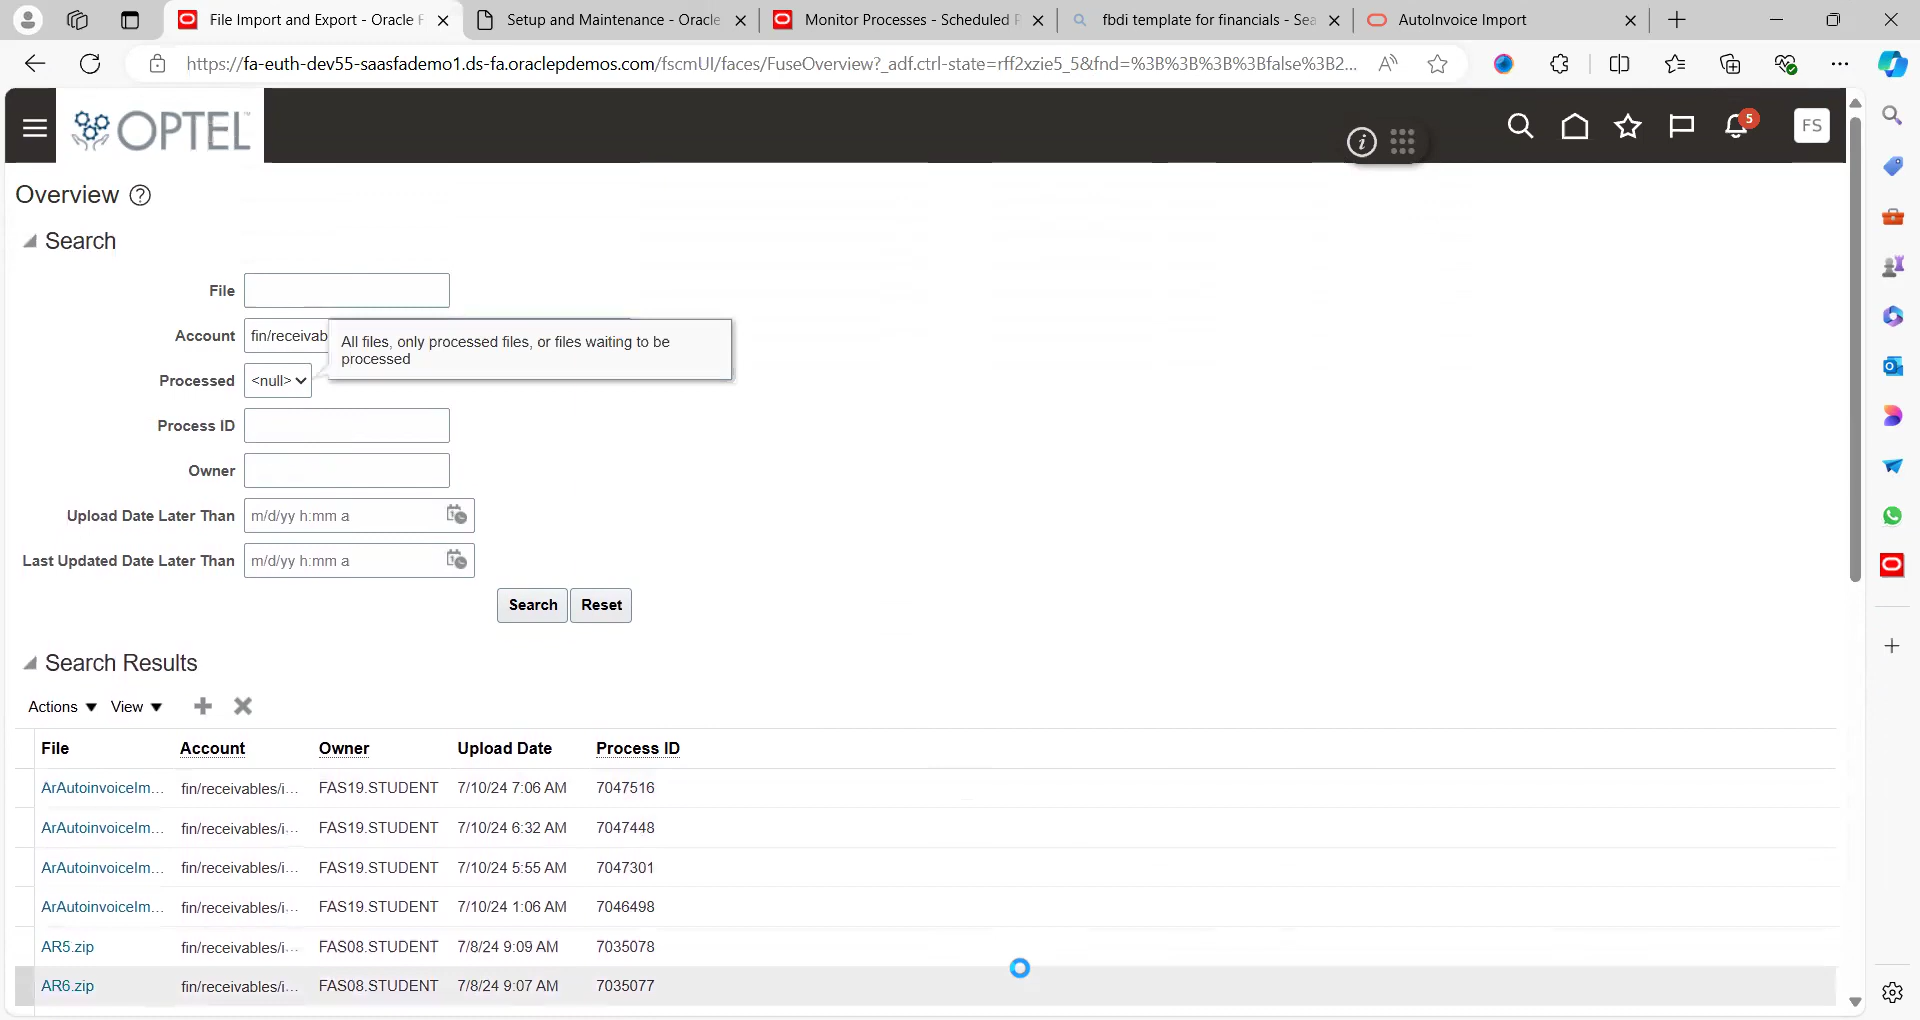 File Import and Export - Oracle F
Setup and Maintenance - Oracle
Monitor Processes - Scheduled P
fbdi template for financials - Sea
AutoInvoice Import
https://fa-euth-dev55-saasfademo1.ds-fa.oraclepdemos.com/fscmUI/faces/FuseOverview?_adf.ctrl-state=rff2xzie5_5&fnd=%3B%3B%3B%3Bfalse%3B2...
OPTEL
5
FS
Overview
Search
File
Account fin/receivab
All files, only processed files, or files waiting to be
processed
Processed <null>
Process ID
Owner
Upload Date Later Than m/d/yy h:mm a
Last Updated Date Later Than m/d/yy h:mm a
Search Reset
Search Results
Actions View
File Account Owner Upload Date Process ID
ArAutoinvoiceIm... fin/receivables/i... FAS19.STUDENT 7/10/24 7:06 AM 7047516
ArAutoinvoiceIm... fin/receivables/i... FAS19.STUDENT 7/10/24 6:32 AM 7047448
ArAutoinvoiceIm... fin/receivables/i... FAS19.STUDENT 7/10/24 5:55 AM 7047301
ArAutoinvoiceIm... fin/receivables/i... FAS19.STUDENT 7/10/24 1:06 AM 7046498
AR5.zip fin/receivables/i... FAS08.STUDENT 7/8/24 9:09 AM 7035078
AR6.zip fin/receivables/i... FAS08.STUDENT 7/8/24 9:07 AM 7035077